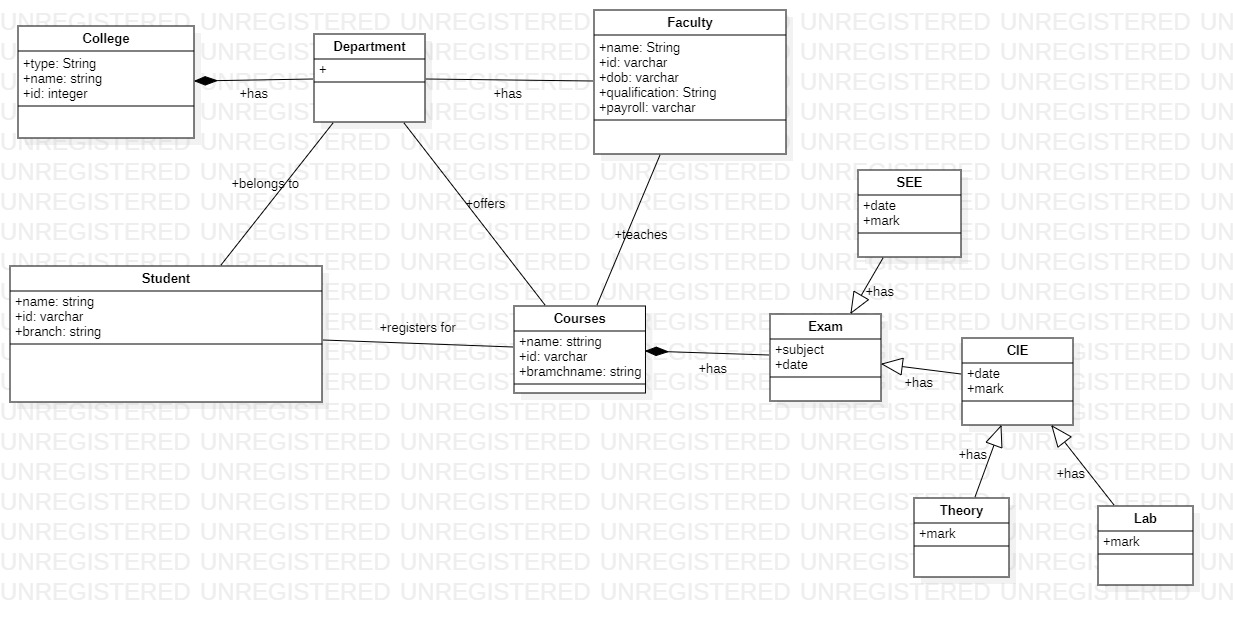 College
+type: String
+name: string
+id: integer
+has
Department
+
+has
Faculty
+name: String
+id: varchar
+dob: varchar
+qualification: String
+payroll: varchar
+belongs to
+offers
+teaches
SEE
+date
+mark
+has
Student
+name: string
+id: varchar
+branch: string
+registers for
Courses
+name: sttring
+id: varchar
+bramchname: string
+has
Exam
+subject
+date
+has
CIE
+date
+mark
+has
+has
Theory
+mark
Lab
+mark
UNREGISTERED UNREGISTERED UNREGISTERED UNREGISTERED UNREGISTERED UNREGISTERED UN